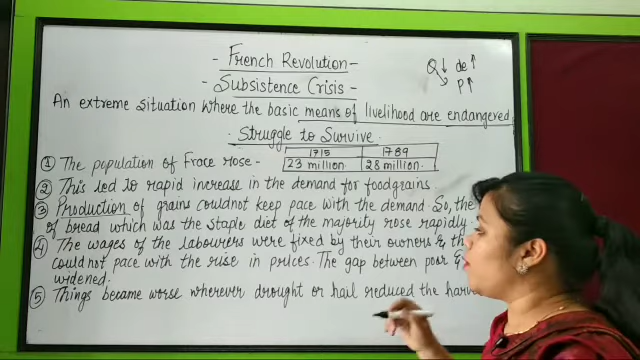 - French Revolution -
- Subsistence Crisis -
Q ↓ de ↑
P ↑
An extreme situation where the basic means of livelihood are endangered.
Struggle to Survive
① The population of Frace rose - 1715 1789
23 million. 28 million.
② This led to rapid increase in the demand for foodgrains.
③ Production of grains couldnot keep pace with the demand. So, the
of bread which was the staple diet of the majority rose rapidly.
④ The wages of the labourers were fixed by their owners &
could not pace with the rise in prices. The gap between poor &
widened.
⑤ Things became worse wherever drought or hail reduced the